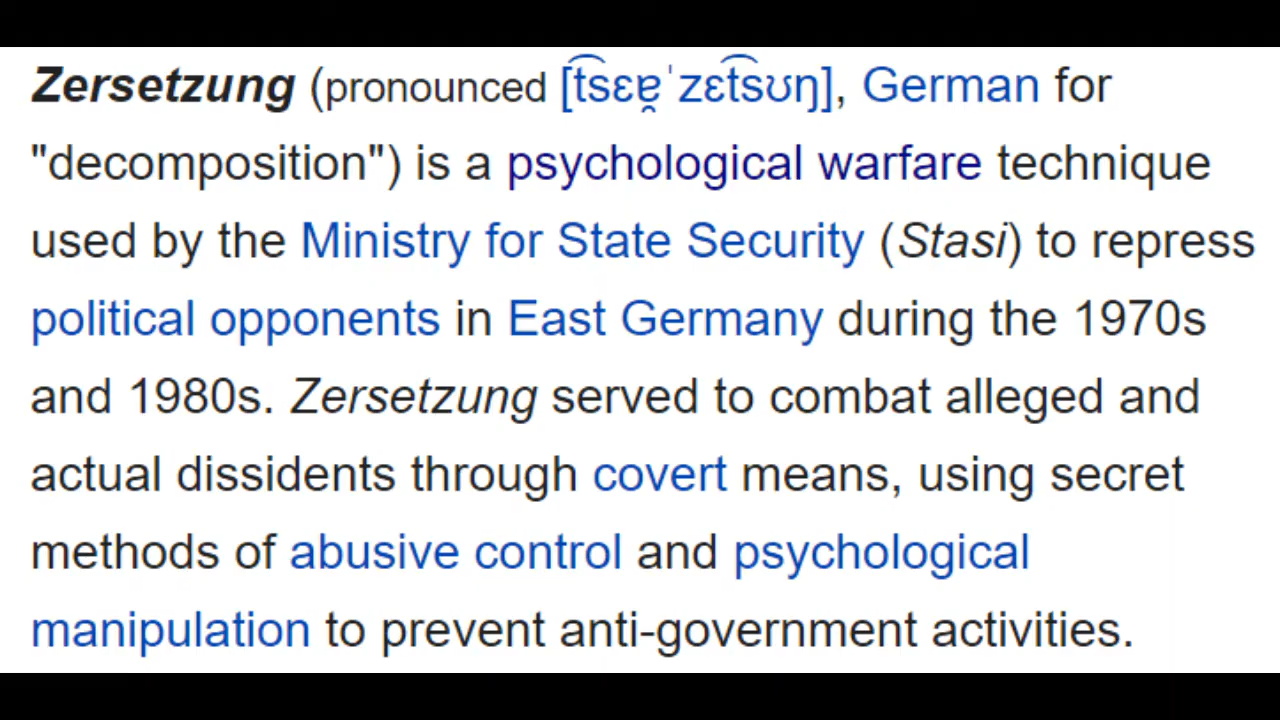 Zersetzung (pronounced [t͡sɛɐ̯ˈzɛt͡sʊŋ], German for
"decomposition") is a psychological warfare technique
used by the Ministry for State Security (Stasi) to repress
political opponents in East Germany during the 1970s
and 1980s. Zersetzung served to combat alleged and
actual dissidents through covert means, using secret
methods of abusive control and psychological
manipulation to prevent anti-government activities.